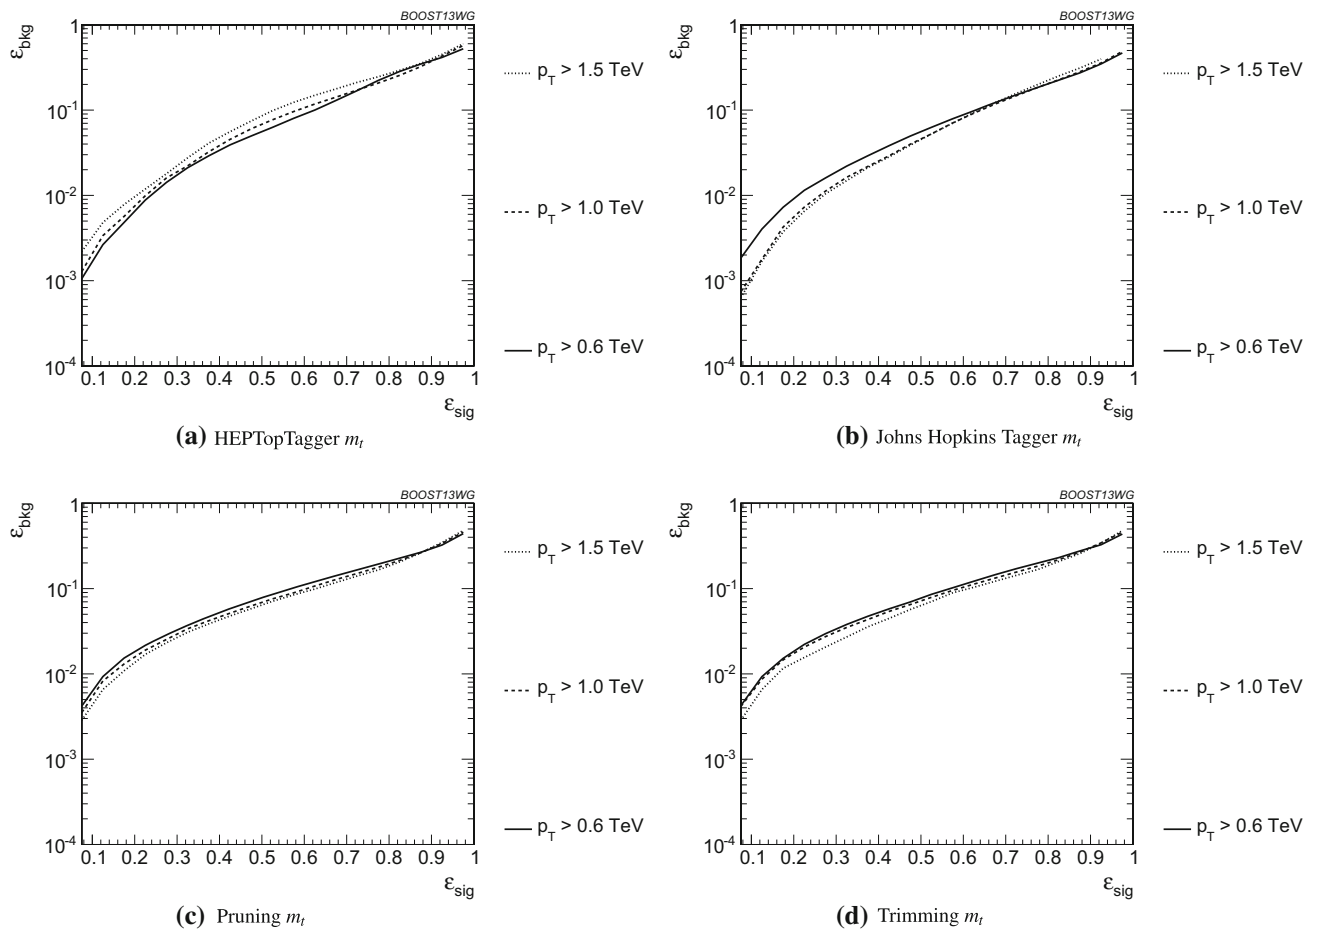 BOOST13WG
ε_bkg
1
10⁻¹
10⁻²
10⁻³
10⁻⁴
0.1 0.2 0.3 0.4 0.5 0.6 0.7 0.8 0.9 1
ε_sig
p_T > 1.5 TeV
p_T > 1.0 TeV
p_T > 0.6 TeV
(a) HEPTopTagger m_t
BOOST13WG
ε_bkg
1
10⁻¹
10⁻²
10⁻³
10⁻⁴
0.1 0.2 0.3 0.4 0.5 0.6 0.7 0.8 0.9 1
ε_sig
p_T > 1.5 TeV
p_T > 1.0 TeV
p_T > 0.6 TeV
(b) Johns Hopkins Tagger m_t
BOOST13WG
ε_bkg
1
10⁻¹
10⁻²
10⁻³
10⁻⁴
0.1 0.2 0.3 0.4 0.5 0.6 0.7 0.8 0.9 1
ε_sig
p_T > 1.5 TeV
p_T > 1.0 TeV
p_T > 0.6 TeV
(c) Pruning m_t
BOOST13WG
ε_bkg
1
10⁻¹
10⁻²
10⁻³
10⁻⁴
0.1 0.2 0.3 0.4 0.5 0.6 0.7 0.8 0.9 1
ε_sig
p_T > 1.5 TeV
p_T > 1.0 TeV
p_T > 0.6 TeV
(d) Trimming m_t